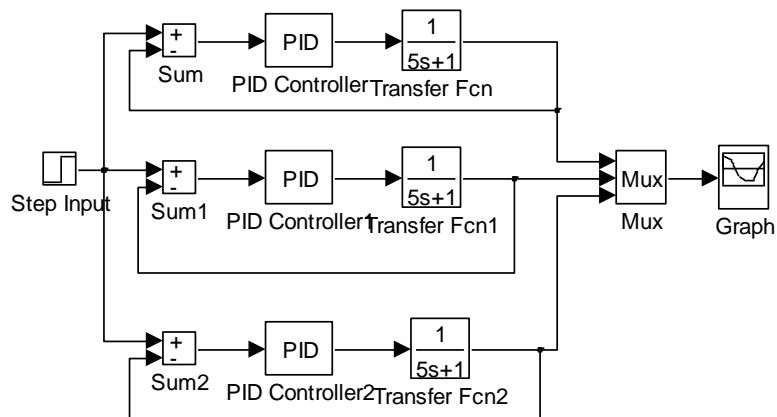 +
-
Sum
PID
PID Controller
1
5s+1
Transfer Fcn
Step Input
+
-
Sum1
PID
PID Controller1
1
5s+1
Transfer Fcn1
Mux
Mux
Graph
+
-
Sum2
PID
PID Controller2
1
5s+1
Transfer Fcn2